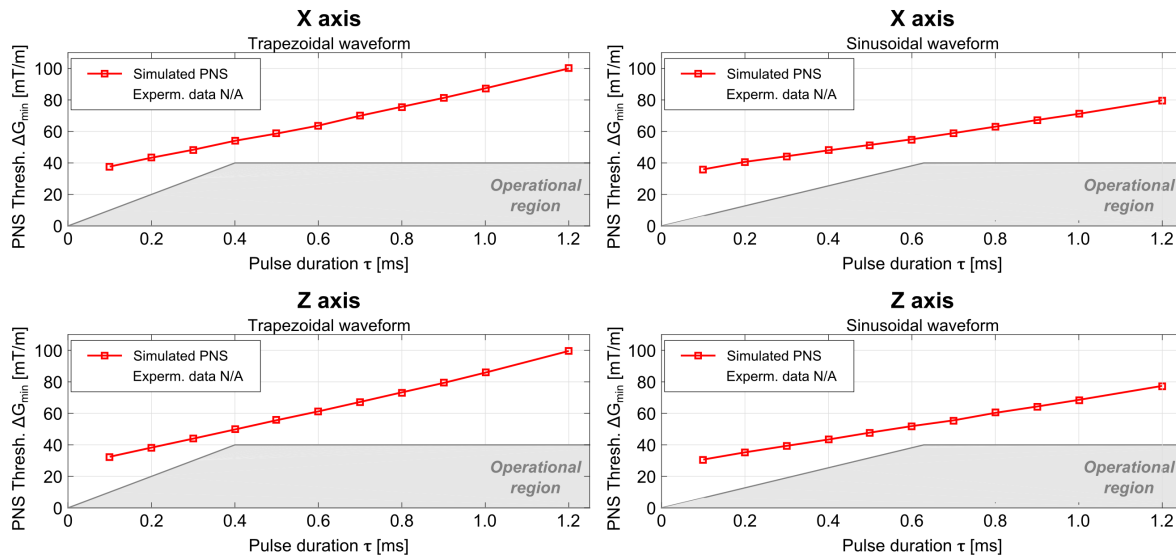 X axis
Trapezoidal waveform
PNS Thresh. ΔG_min [mT/m]
100
80
60
40
20
0
Simulated PNS
Experm. data N/A
Operational
region
0 0.2 0.4 0.6 0.8 1.0 1.2
Pulse duration τ [ms]
X axis
Sinusoidal waveform
PNS Thresh. ΔG_min [mT/m]
100
80
60
40
20
0
Simulated PNS
Experm. data N/A
Operational
region
0 0.2 0.4 0.6 0.8 1.0 1.2
Pulse duration τ [ms]
Z axis
Trapezoidal waveform
PNS Thresh. ΔG_min [mT/m]
100
80
60
40
20
0
Simulated PNS
Experm. data N/A
Operational
region
0 0.2 0.4 0.6 0.8 1.0 1.2
Pulse duration τ [ms]
Z axis
Sinusoidal waveform
PNS Thresh. ΔG_min [mT/m]
100
80
60
40
20
0
Simulated PNS
Experm. data N/A
Operational
region
0 0.2 0.4 0.6 0.8 1.0 1.2
Pulse duration τ [ms]